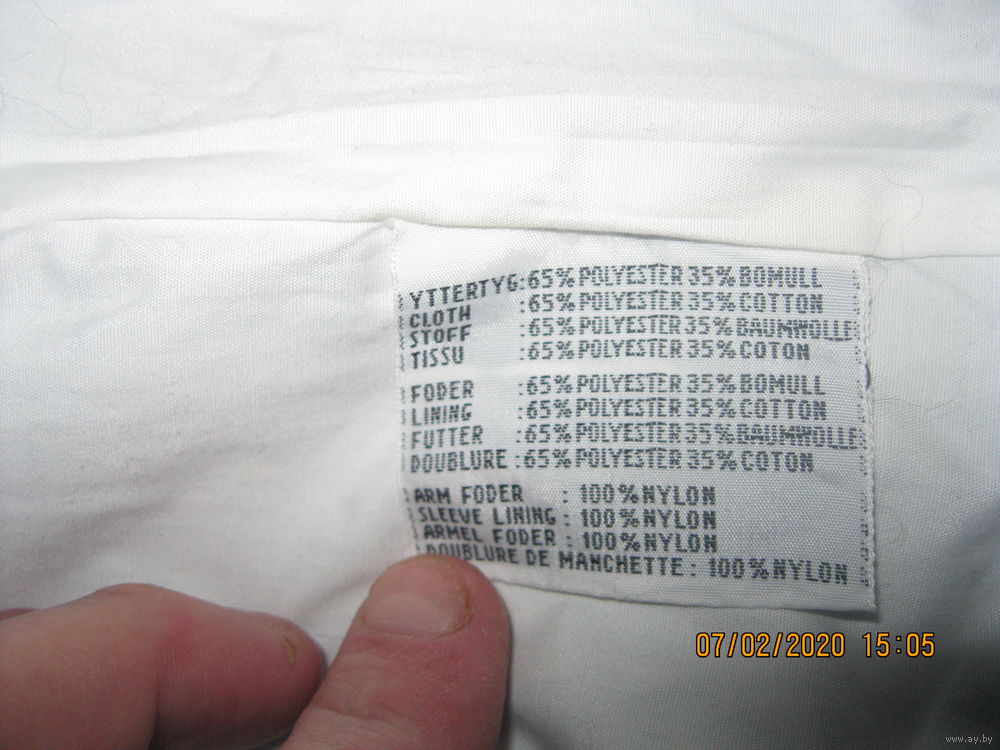 YTTERTYG:65% POLYESTER 35% BOMULL
CLOTH :65% POLYESTER 35% COTTON
STOFF :65% POLYESTER 35% BAUMWOLLE
TISSU :65% POLYESTER 35% COTON
FODER :65% POLYESTER 35% BOMULL
LINING :65% POLYESTER 35% COTTON
FUTTER :65% POLYESTER 35% BAUMWOLLE
DOUBLURE :65% POLYESTER 35% COTON
ARM FODER : 100% NYLON
SLEEVE LINING : 100% NYLON
ARMEL FODER : 100% NYLON
DOUBLURE DE MANCHETTE : 100% NYLON
07/02/2020 15:05
www.ay.by